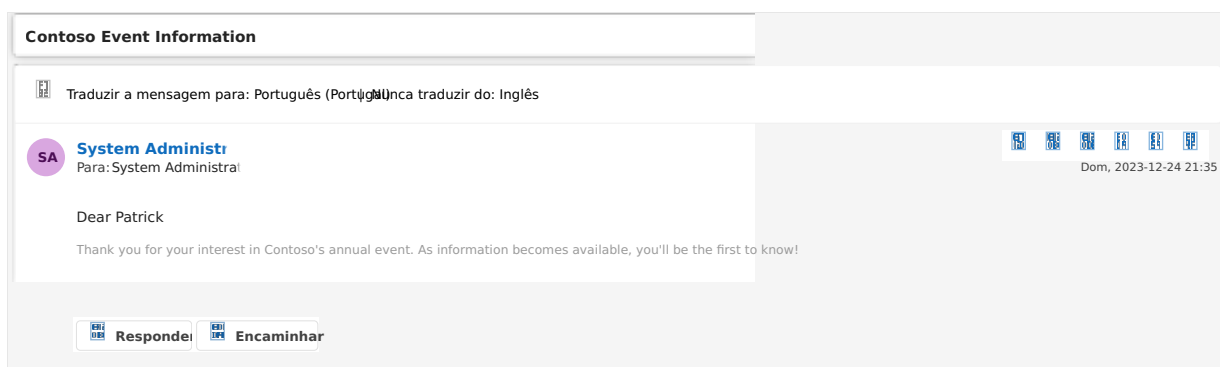 Contoso Event Information
Traduzir a mensagem para: Português (Portugal) | Nunca traduzir do: Inglês
SA
System Administr
Para: System Administra
Dom, 2023-12-24 21:35
Dear Patrick
Thank you for your interest in Contoso's annual event. As information becomes available, you'll be the first to know!
Responder
Encaminhar